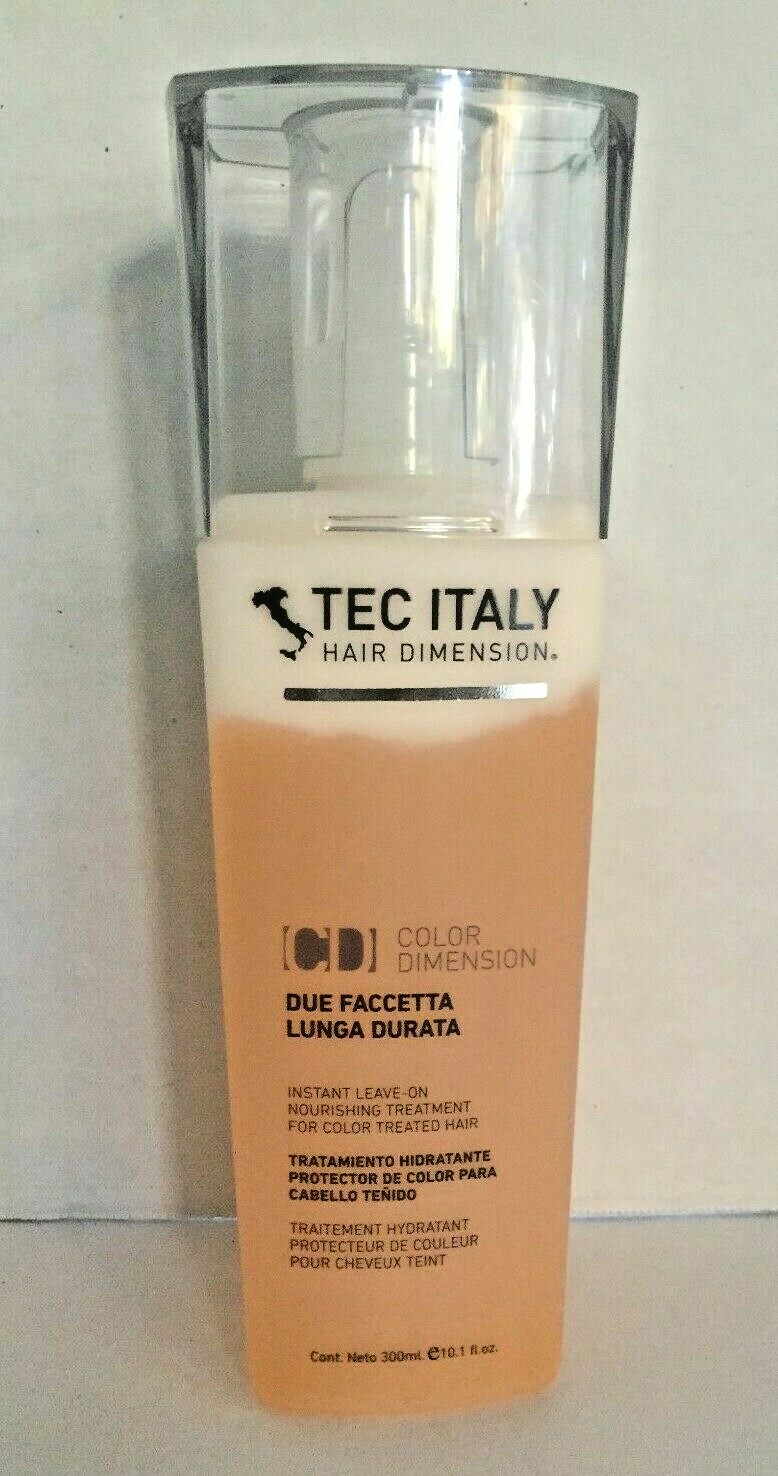 TEC ITALY
HAIR DIMENSION®
[CD] COLOR
DIMENSION
DUE FACCETTA
LUNGA DURATA
INSTANT LEAVE-ON
NOURISHING TREATMENT
FOR COLOR TREATED HAIR
TRATAMIENTO HIDRATANTE
PROTECTOR DE COLOR PARA
CABELLO TEÑIDO
TRAITEMENT HYDRATANT
PROTECTEUR DE COULEUR
POUR CHEVEUX TEINT
Cont. Neto 300ml. ℮10.1 fl.oz.